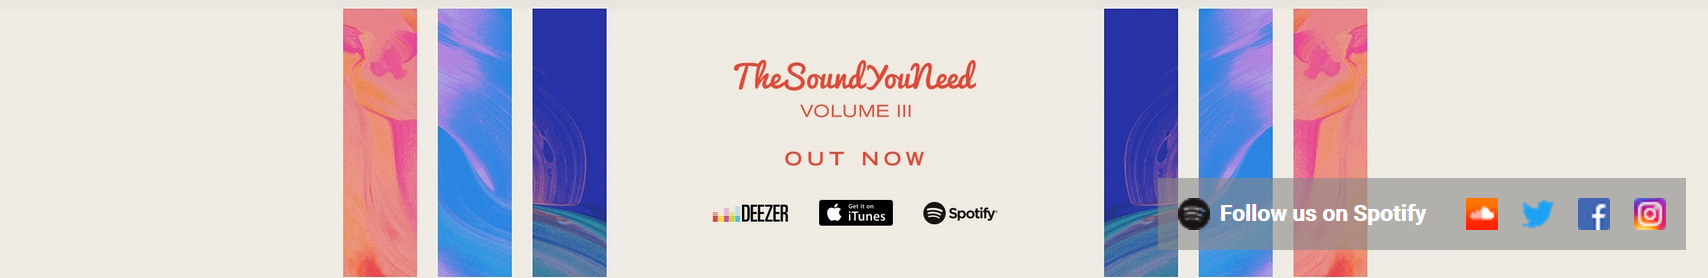 TheSoundYouNeed
VOLUME III
OUT NOW
DEEZER
Get it on
iTunes
Spotify
Follow us on Spotify